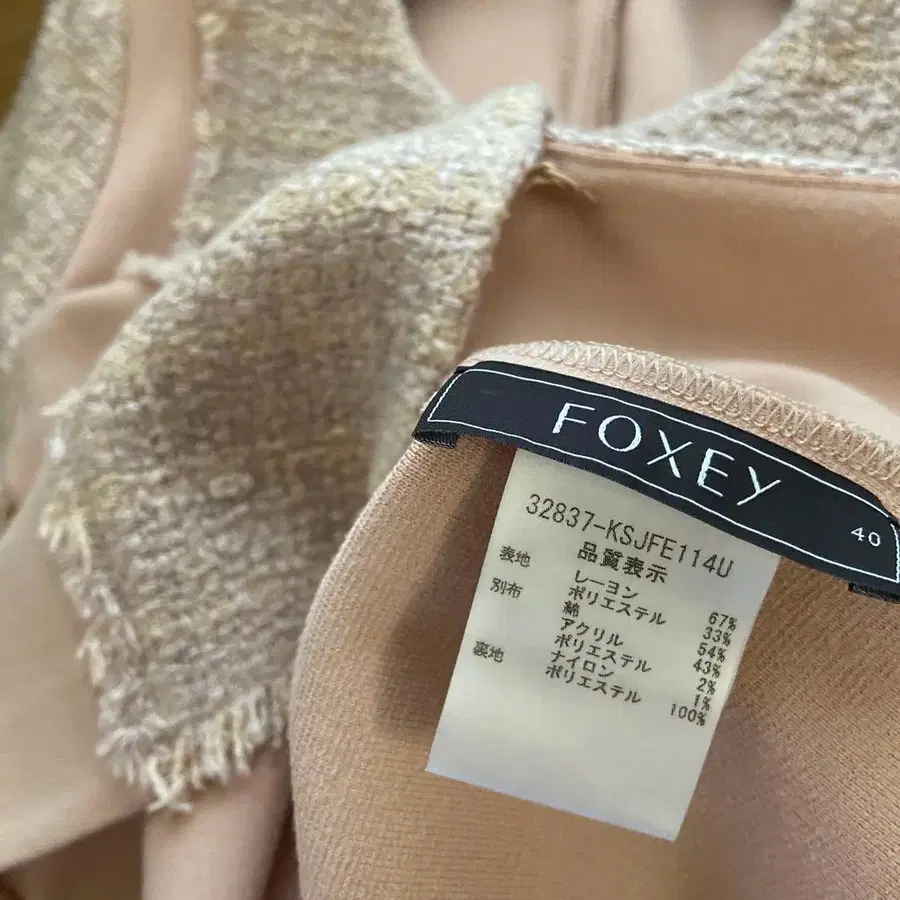 FOXEY
40
32837-KSJFE114U
品質表示
表地 レーヨン 67%
ポリエステル 33%
別布 綿 54%
アクリル 43%
ポリエステル 2%
ナイロン 1%
裏地 ポリエステル 100%